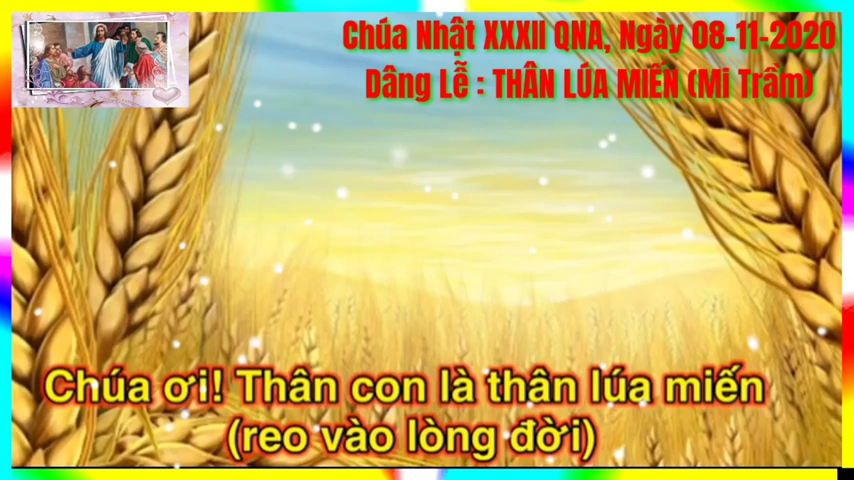 Chúa Nhật XXXII QNA, Ngày 08-11-2020
Dâng Lễ : THÂN LÚA MIẾN (Mi Trầm)
Chúa ơi! Thân con là thân lúa miến
(reo vào lòng đời)